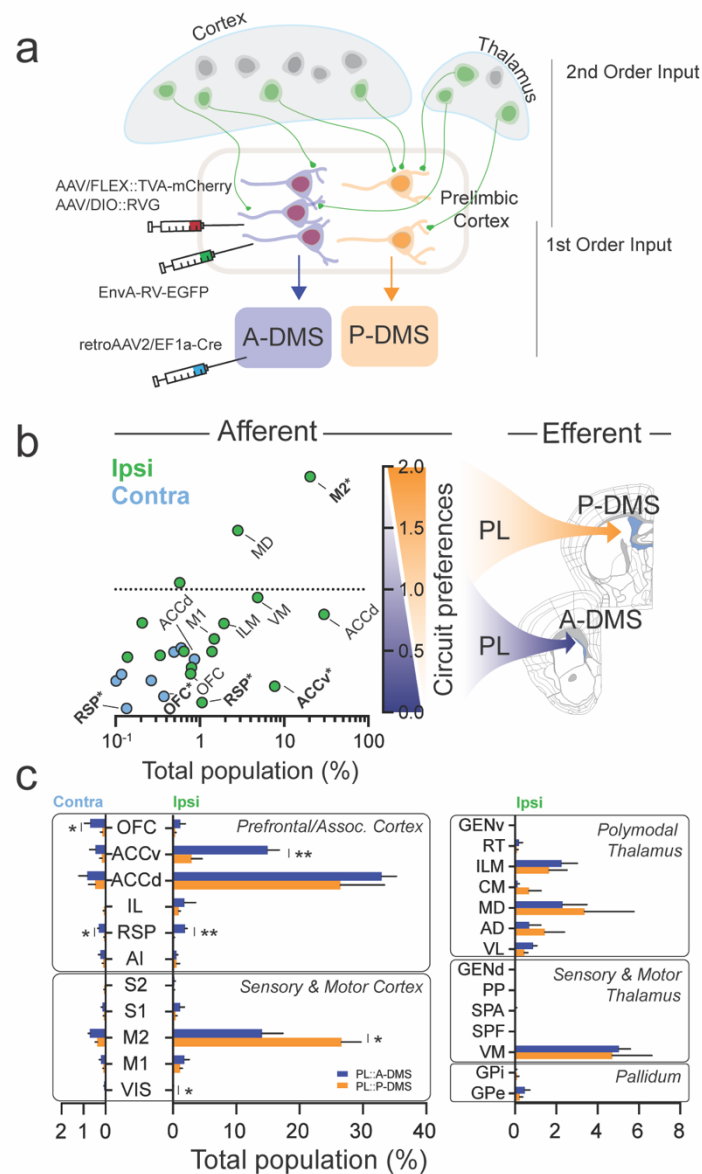 a
Cortex
Thalamus
2nd Order Input
AAV/FLEX::TVA-mCherry
AAV/DIO::RVG
Prelimbic
Cortex
1st Order Input
EnvA-RV-EGFP
retroAAV2/EF1a-Cre
A-DMS
P-DMS
b
Afferent
Efferent
Ipsi
Contra
M2*
MD
ACCd
M1
ILM
VM
ACCd
RSP*
OFC*
OFC
RSP*
ACCv*
2.0
1.5
1.0
0.5
0.0
Circuit preferences
10-1
1
10
100
Total population (%)
P-DMS
PL
A-DMS
PL
c
Contra
Ipsi
Prefrontal/Assoc. Cortex
* OFC
ACCv **
ACCd
IL
* RSP **
AI
Sensory & Motor Cortex
S2
S1
M2 *
M1
VIS *
PL::A-DMS
PL::P-DMS
2 1 0
0 10 20 30 40
Total population (%)
Ipsi
Polymodal
Thalamus
GENv
RT
ILM
CM
MD
AD
VL
Sensory & Motor
Thalamus
GENd
PP
SPA
SPF
VM
GPi
GPe
Pallidum
0 2 4 6 8